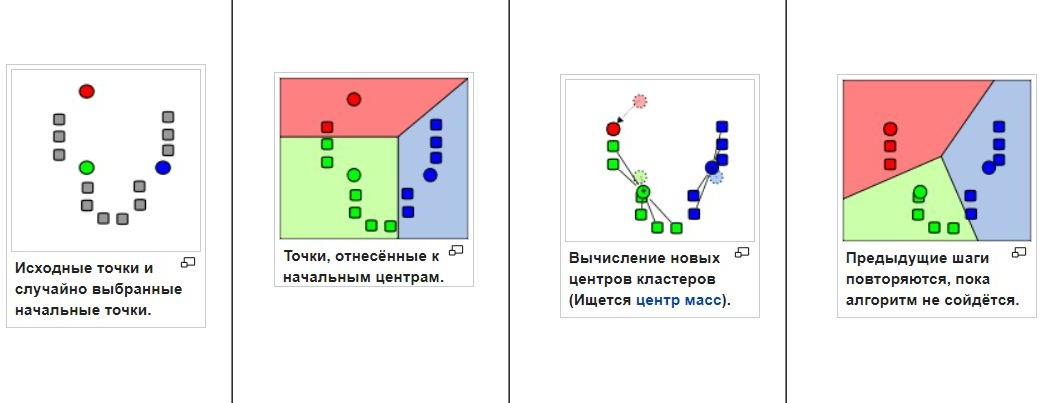 Исходные точки и
случайно выбранные
начальные точки.
Точки, отнесённые к
начальным центрам.
Вычисление новых
центров кластеров
(Ищется центр масс).
Предыдущие шаги
повторяются, пока
алгоритм не сойдётся.